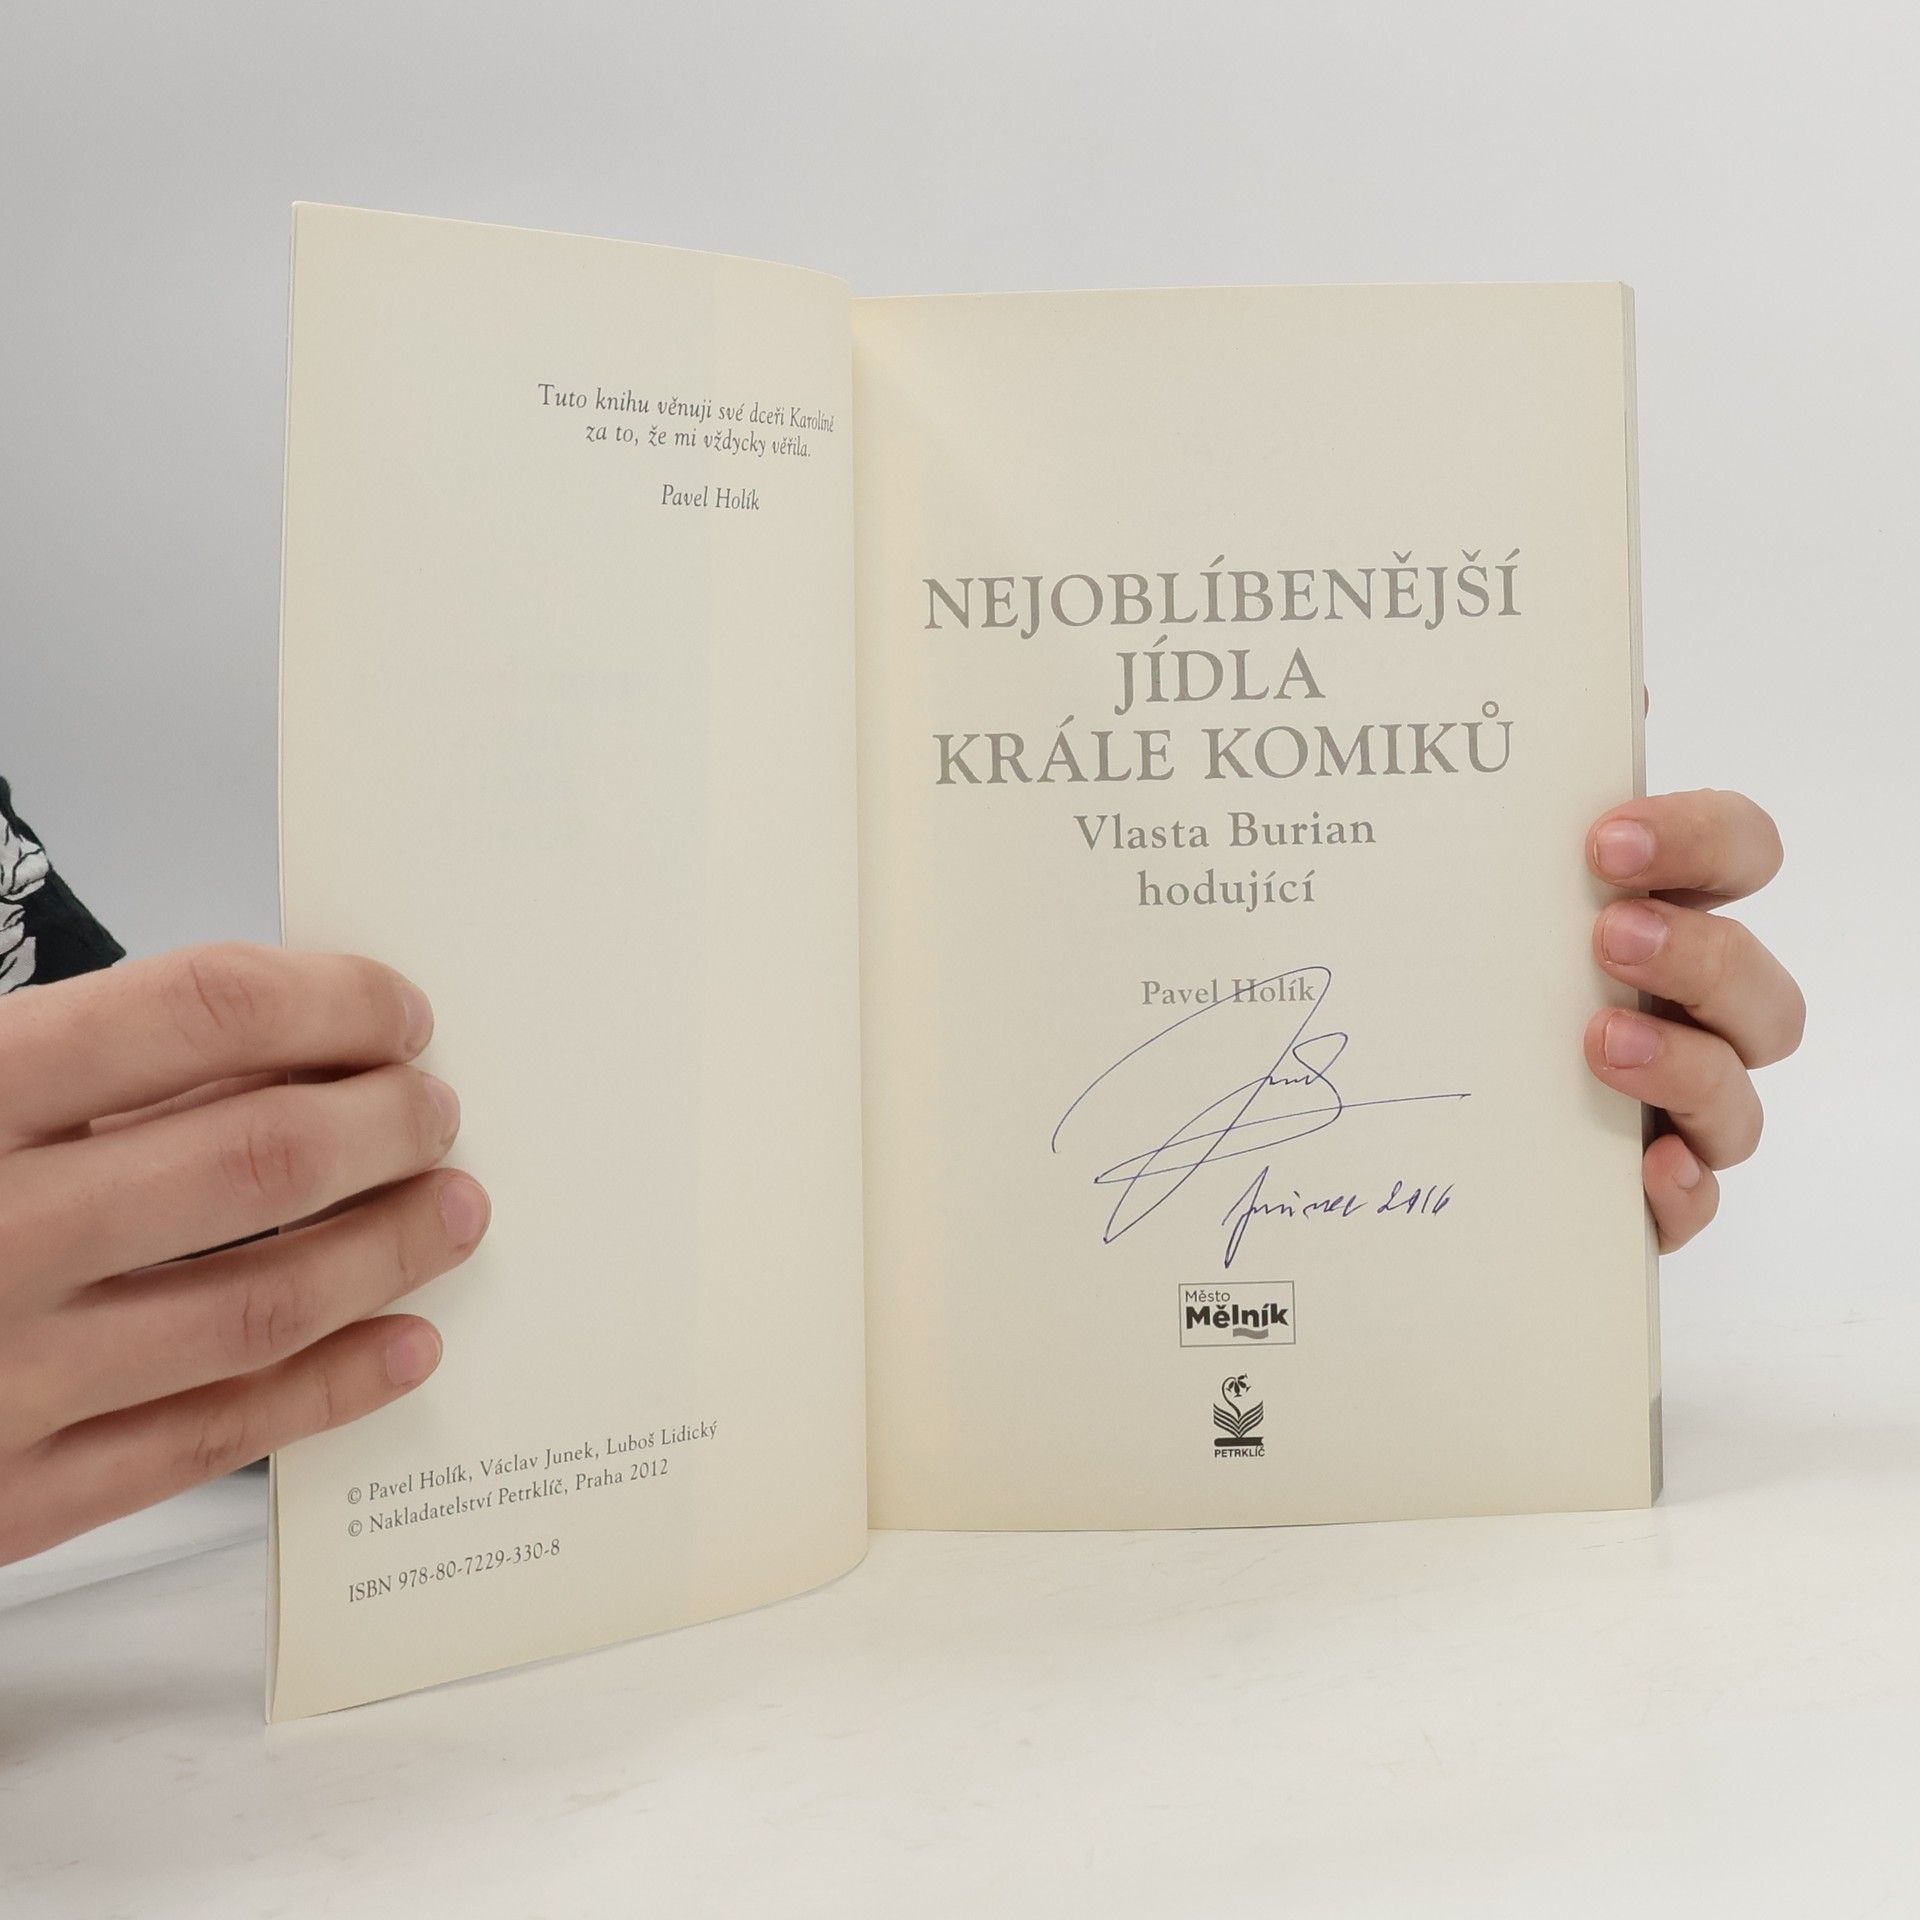 Tuto knihu věnuji své dceři Karolíně
za to, že mi vždycky věřila.
Pavel Holík
© Pavel Holík, Václav Junek, Luboš Lidický
© Nakladatelství Petrklíč, Praha 2012
ISBN 978-80-7229-330-8
NEJOBLÍBENĚJŠÍ
JÍDLA
KRÁLE KOMIKŮ
Vlasta Burian
hodující
Pavel Holík
2016
Město
Mělník
PETRKLÍČ